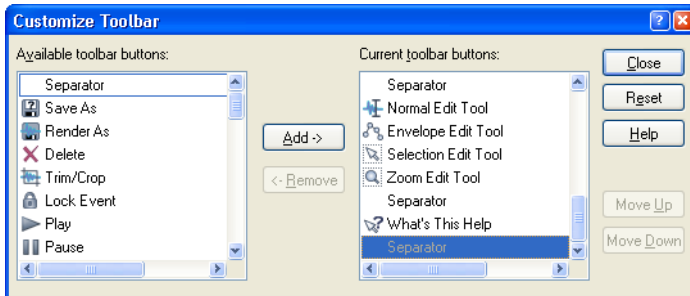 Customize Toolbar
Available toolbar buttons:
Separator
Save As
Render As
Delete
Trim/Crop
Lock Event
Play
Pause
Add ->
<- Remove
Current toolbar buttons:
Separator
Normal Edit Tool
Envelope Edit Tool
Selection Edit Tool
Zoom Edit Tool
Separator
What's This Help
Separator
Close
Reset
Help
Move Up
Move Down